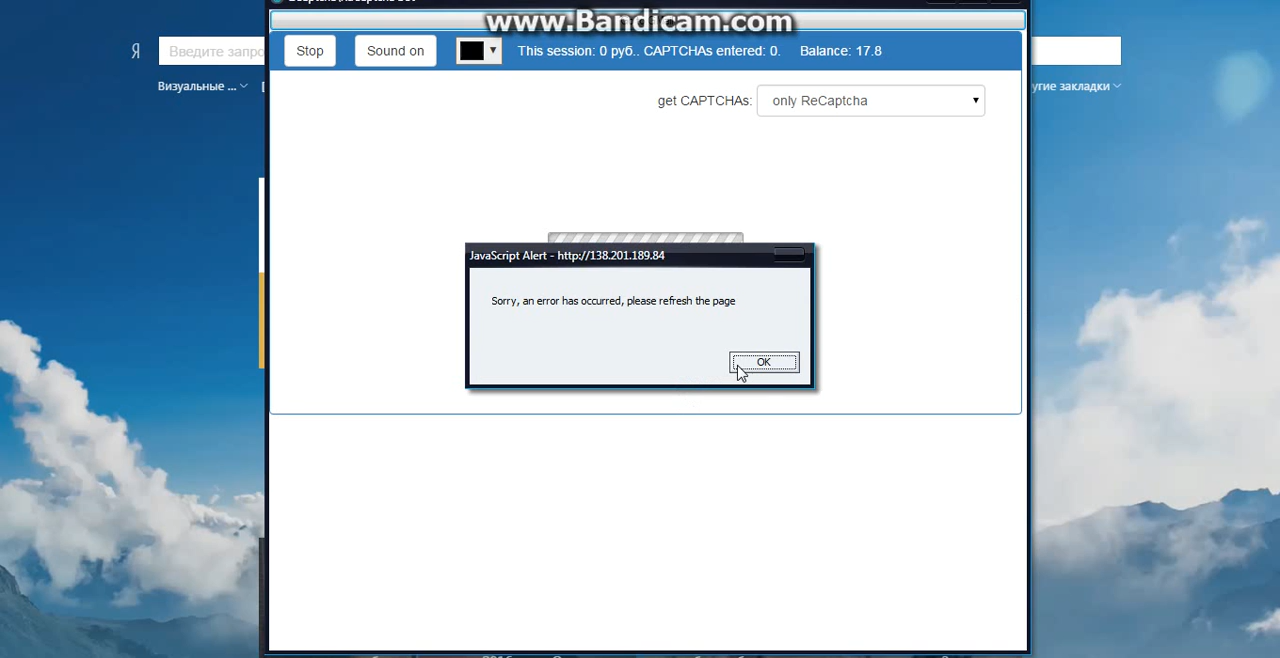 www.Bandicam.com
Я
Введите запро
Stop
Sound on
This session: 0 руб.. CAPTCHAs entered: 0. Balance: 17.8
Визуальные ...
угие закладки
get CAPTCHAs:
only ReCaptcha
JavaScript Alert - http://138.201.189.84
Sorry, an error has occurred, please refresh the page
OK